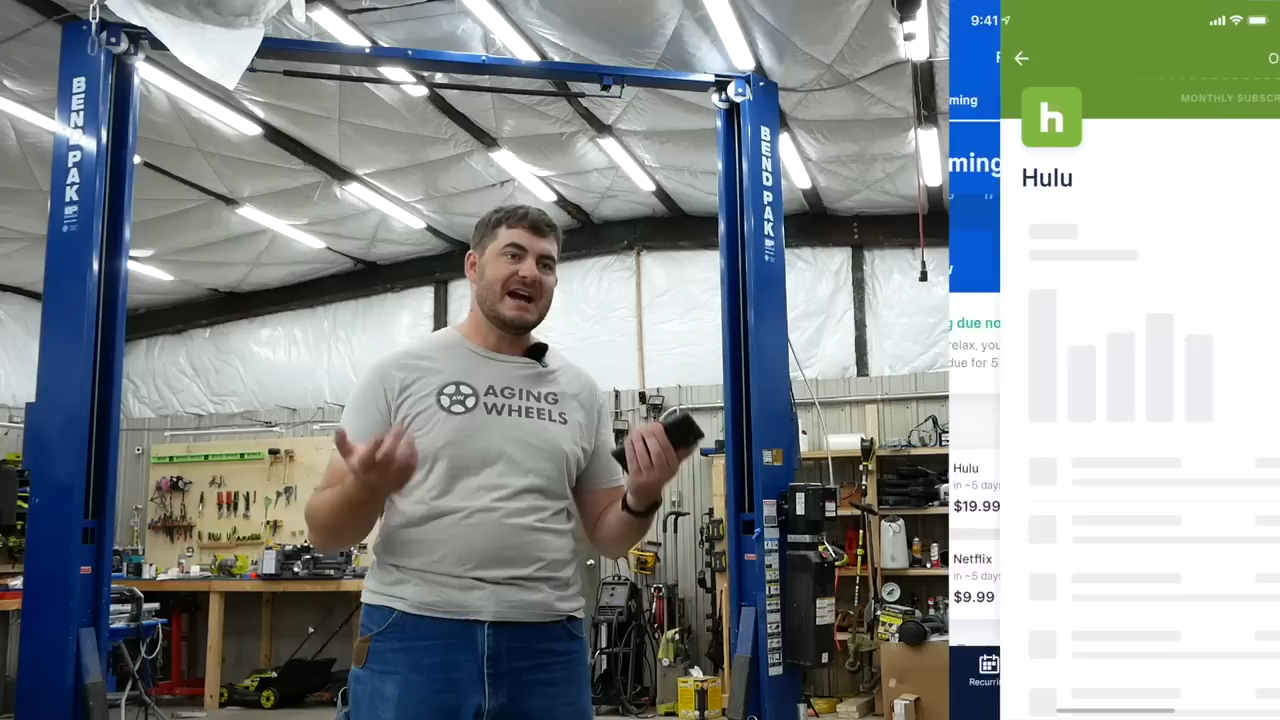 BEND PAK
BEND PAK
AW
AGING
WHEELS
9:41
ming
ming
g due no
relax, you
due for 5
Hulu
in ~5 days
$19.99
Netflix
in ~5 days
$9.99
Recurri
MONTHLY SUBSCR
h
Hulu